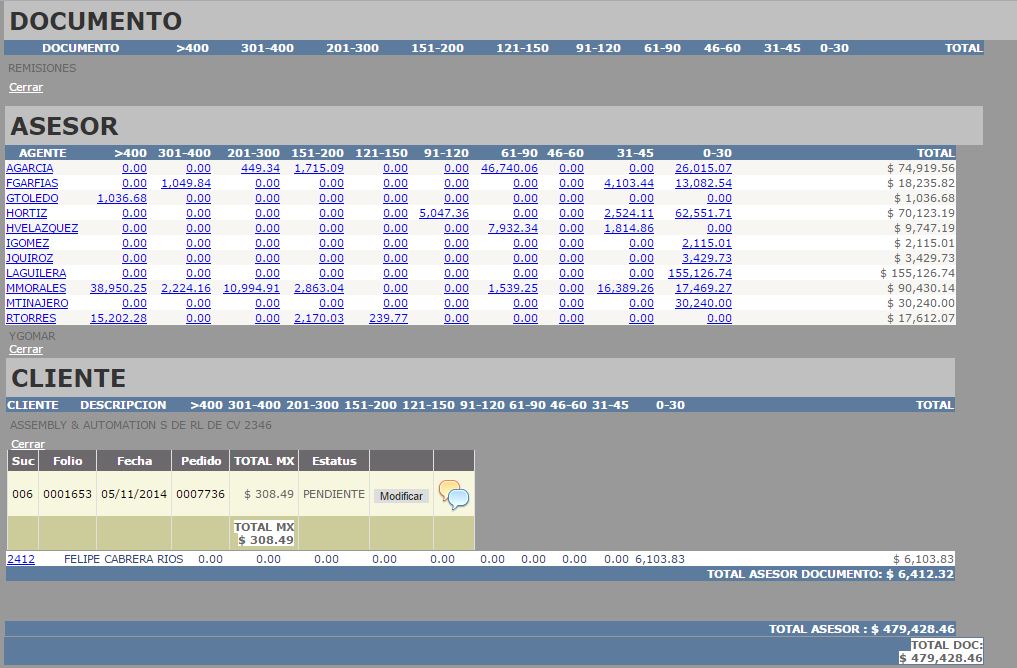 DOCUMENTO
DOCUMENTO >400 301-400 201-300 151-200 121-150 91-120 61-90 46-60 31-45 0-30 TOTAL
REMISIONES
Cerrar
ASESOR
AGENTE >400 301-400 201-300 151-200 121-150 91-120 61-90 46-60 31-45 0-30 TOTAL
AGARCIA 0.00 0.00 449.34 1,715.09 0.00 0.00 46,740.06 0.00 0.00 26,015.07 $ 74,919.56
FGARFIAS 0.00 1,049.84 0.00 0.00 0.00 0.00 0.00 0.00 4,103.44 13,082.54 $ 18,235.82
GTOLEDO 1,036.68 0.00 0.00 0.00 0.00 0.00 0.00 0.00 0.00 0.00 $ 1,036.68
HORTIZ 0.00 0.00 0.00 0.00 0.00 5,047.36 0.00 0.00 2,524.11 62,551.71 $ 70,123.19
HVELAZQUEZ 0.00 0.00 0.00 0.00 0.00 0.00 7,932.34 0.00 1,814.86 0.00 $ 9,747.19
IGOMEZ 0.00 0.00 0.00 0.00 0.00 0.00 0.00 0.00 0.00 2,115.01 $ 2,115.01
JQUIROZ 0.00 0.00 0.00 0.00 0.00 0.00 0.00 0.00 0.00 3,429.73 $ 3,429.73
LAGUILERA 0.00 0.00 0.00 0.00 0.00 0.00 0.00 0.00 0.00 155,126.74 $ 155,126.74
MMORALES 38,950.25 2,224.16 10,994.91 2,863.04 0.00 0.00 1,539.25 0.00 16,389.26 17,469.27 $ 90,430.14
MTINAJERO 0.00 0.00 0.00 0.00 0.00 0.00 0.00 0.00 0.00 30,240.00 $ 30,240.00
RTORRES 15,202.28 0.00 0.00 2,170.03 239.77 0.00 0.00 0.00 0.00 0.00 $ 17,612.07
YGOMAR
Cerrar
CLIENTE
CLIENTE DESCRIPCION >400 301-400 201-300 151-200 121-150 91-120 61-90 46-60 31-45 0-30 TOTAL
ASSEMBLY & AUTOMATION S DE RL DE CV 2346
Cerrar
Suc Folio Fecha Pedido TOTAL MX Estatus
006 0001653 05/11/2014 0007736 $ 308.49 PENDIENTE Modificar
TOTAL MX
$ 308.49
2412 FELIPE CABRERA RIOS 0.00 0.00 0.00 0.00 0.00 0.00 0.00 0.00 0.00 6,103.83 $ 6,103.83
TOTAL ASESOR DOCUMENTO: $ 6,412.32
TOTAL ASESOR : $ 479,428.46
TOTAL DOC:
$ 479,428.46